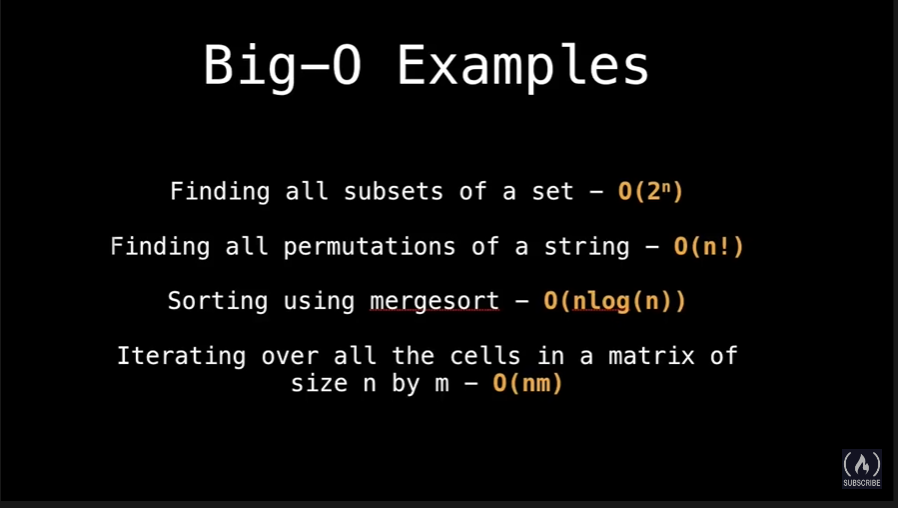 Big-O Examples
Finding all subsets of a set - O(2ⁿ)
Finding all permutations of a string - O(n!)
Sorting using mergesort - O(nlog(n))
Iterating over all the cells in a matrix of
size n by m - O(nm)
SUBSCRIBE